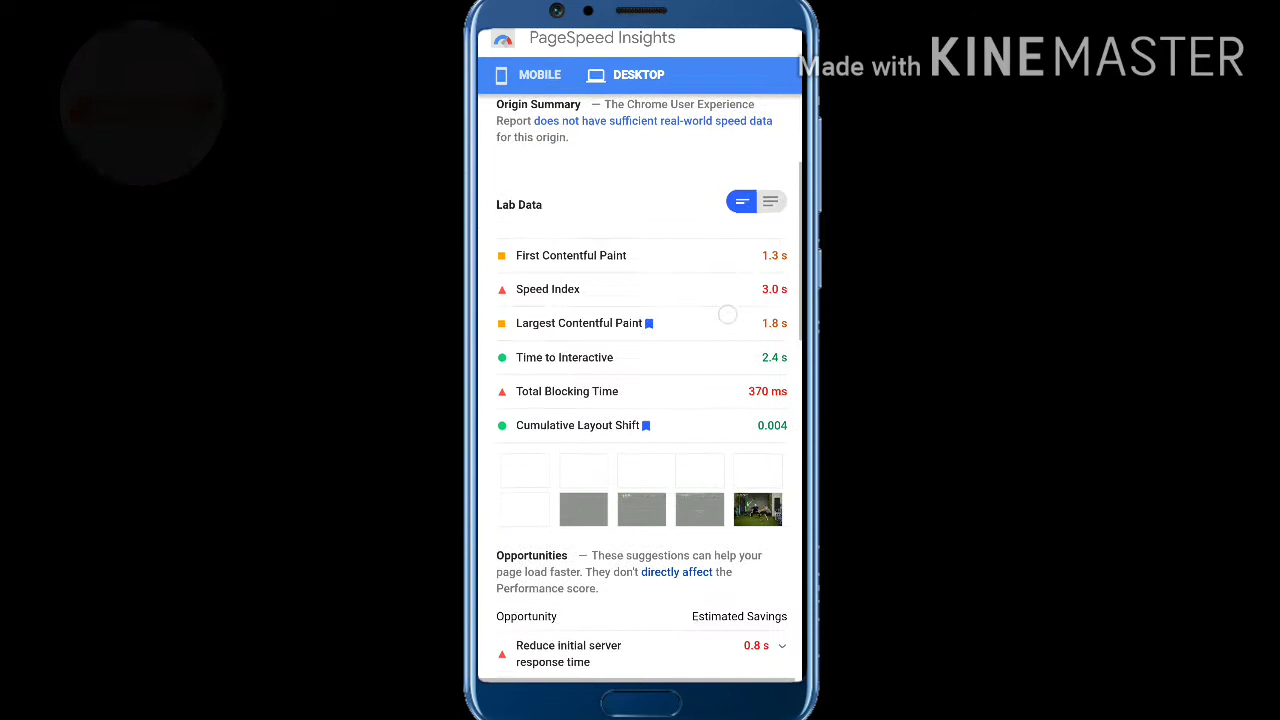 PageSpeed Insights
Made with KINEMASTER
MOBILE DESKTOP
Origin Summary — The Chrome User Experience
Report does not have sufficient real-world speed data
for this origin.
Lab Data
First Contentful Paint 1.3 s
Speed Index 3.0 s
Largest Contentful Paint 1.8 s
Time to Interactive 2.4 s
Total Blocking Time 370 ms
Cumulative Layout Shift 0.004
Opportunities — These suggestions can help your
page load faster. They don't directly affect the
Performance score.
Opportunity Estimated Savings
Reduce initial server 0.8 s
response time